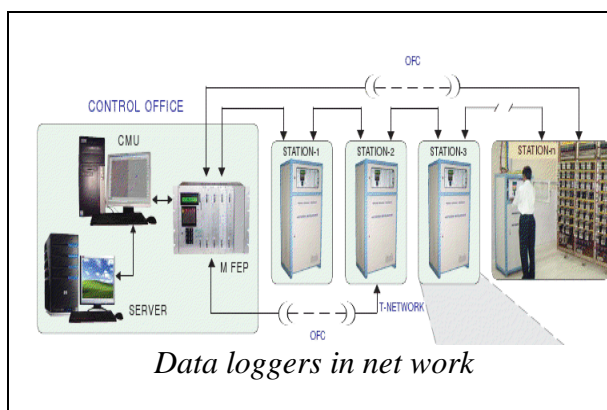 OFC
CONTROL OFFICE
CMU
STATION-1
STATION-2
STATION-3
STATION-n
M FEP
SERVER
T-NETWORK
OFC
Data loggers in net work